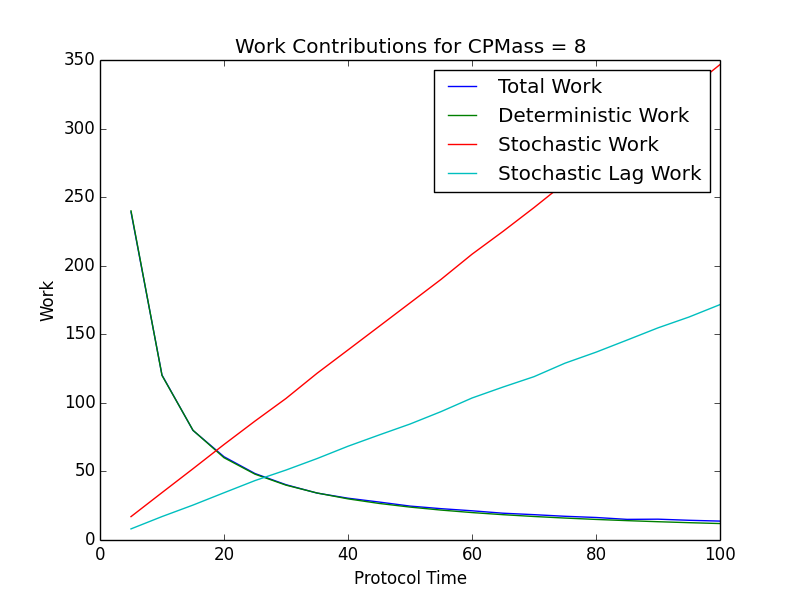 Work Contributions for CPMass = 8
350
300
250
200
150
100
50
0
Work
Total Work
Deterministic Work
Stochastic Work
Stochastic Lag Work
0 20 40 60 80 100
Protocol Time